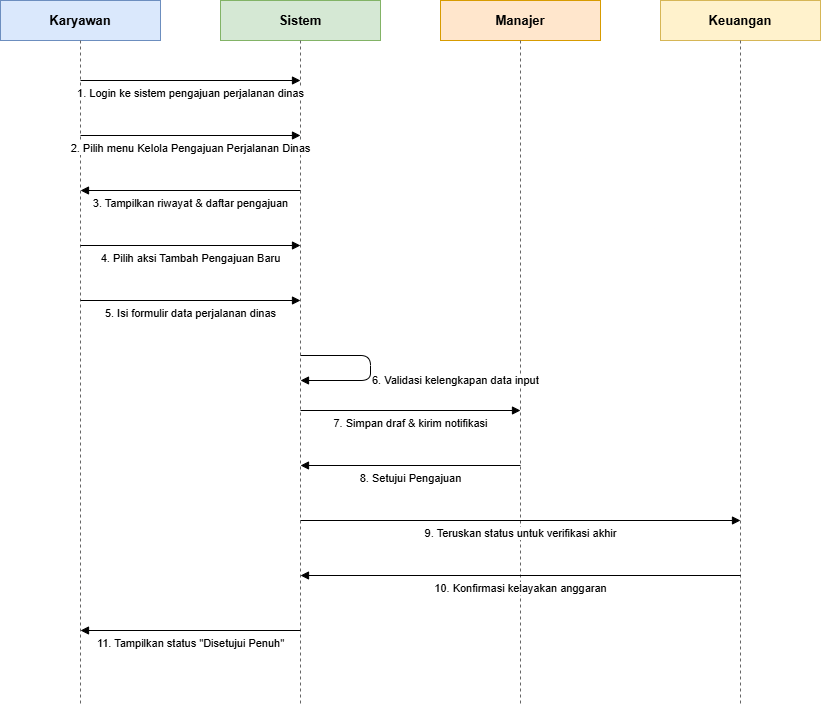 Karyawan
Sistem
Manajer
Keuangan
1. Login ke sistem pengajuan perjalanan dinas
2. Pilih menu Kelola Pengajuan Perjalanan Dinas
3. Tampilkan riwayat & daftar pengajuan
4. Pilih aksi Tambah Pengajuan Baru
5. Isi formulir data perjalanan dinas
6. Validasi kelengkapan data input
7. Simpan draf & kirim notifikasi
8. Setujui Pengajuan
9. Teruskan status untuk verifikasi akhir
10. Konfirmasi kelayakan anggaran
11. Tampilkan status "Disetujui Penuh"